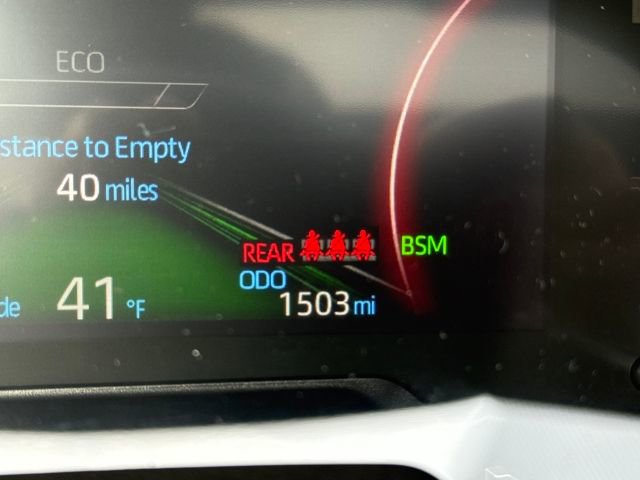 ECO
stance to Empty
40 miles
REAR
BSM
ODO
de 41 °F
1503 mi